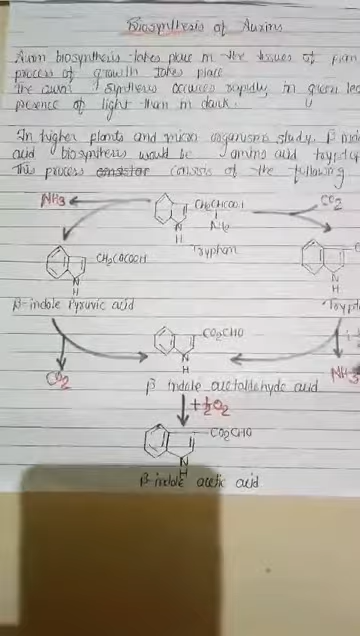 Biosynthesis of Auxins
Auxin biosynthesis takes place in the tissues of
process of growth takes place
The auxin synthesis occures rapidly in green
presence of light than in dark.
In higher plants and micro organisms study, β
acid biosynthesis would be amino acid
This process consists of the following
NH3
CH2CHCOOH
NH2
CO2
CH2COCOOH
N
H
N
H
N
H
Tryphan
β-indole Pyruvic acid
CO2CHO
N
H
CO2
NH3
β indole acetaldehyde acid
+½O2
CO2CHO
N
H
β-indole acetic acid